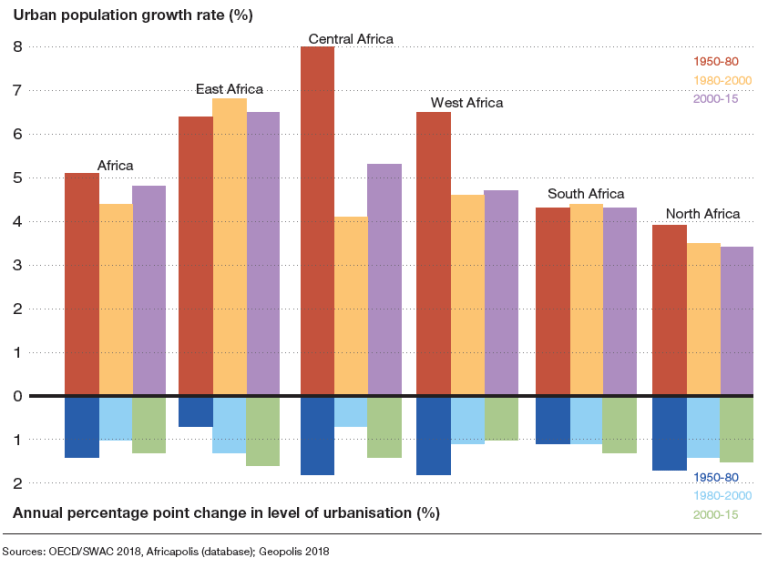 Urban population growth rate (%)
Central Africa
8
1950-80
1980-2000
2000-15
East Africa
7
West Africa
6
Africa
5
South Africa
North Africa
4
3
2
1
0
1
2
1950-80
1980-2000
2000-15
Annual percentage point change in level of urbanisation (%)
Sources: OECD/SWAC 2018, Africapolis (database); Geopolis 2018